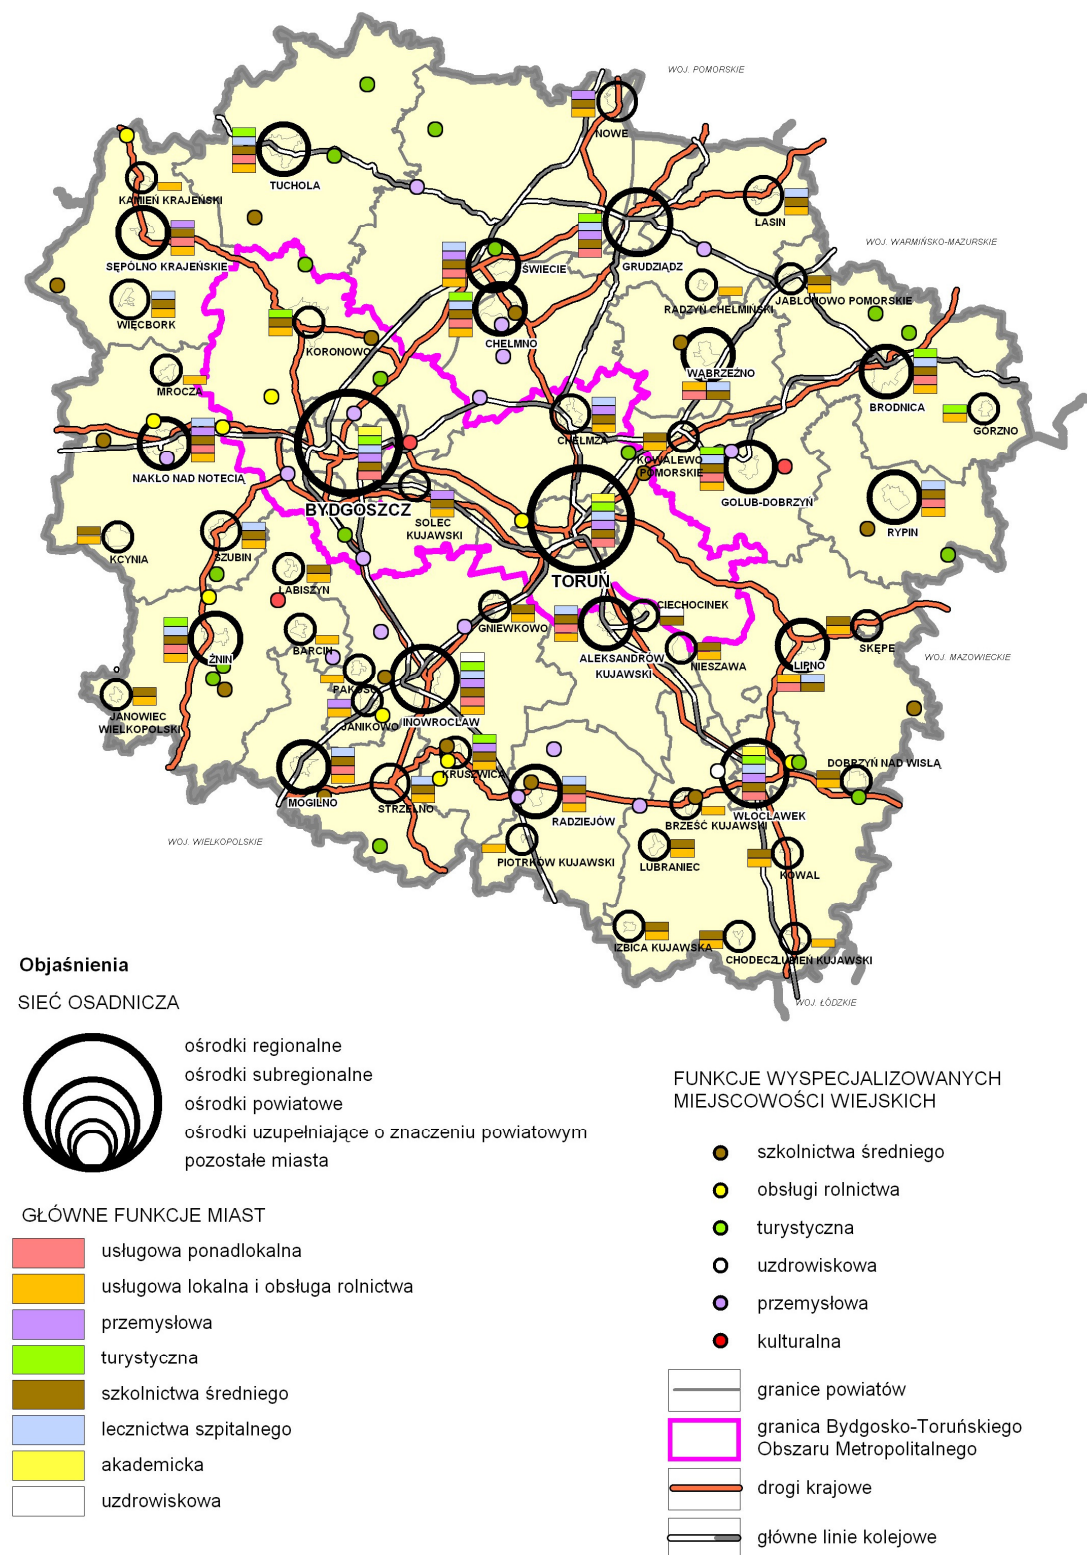 WOJ. POMORSKIE
NOWE
TUCHOLA
KAMIEŃ KRAJEŃSKI
LASIN
WOJ. WARMIŃSKO-MAZURSKIE
SĘPÓLNO KRAJEŃSKIE
ŚWIECIE
GRUDZIĄDZ
JABŁONOWO POMORSKIE
RADZYŃ CHEŁMIŃSKI
WIĘCBORK
CHEŁMNO
KORONOWO
WĄBRZEŹNO
MROCZA
BRODNICA
GÓRZNO
CHEŁMŻA
KOWALEWO
POMORSKIE
NAKŁO NAD NOTECIĄ
GOLUB-DOBRZYŃ
BYDGOSZCZ
SOLEC
KUJAWSKI
RYPIN
KCYNIA
SZUBIN
TORUŃ
ŁABISZYN
CIECHOCINEK
GNIEWKOWO
BARCIN
ALEKSANDRÓW
KUJAWSKI
NIESZAWA
SKĘPE
ŻNIN
LIPNO
WOJ. MAZOWIECKIE
PAKOŚĆ
JANOWIEC
WIELKOPOLSKI
JANIKOWO
INOWROCŁAW
KRUSZWICA
DOBRZYŃ NAD WISŁĄ
MOGILNO
STRZELNO
RADZIEJÓW
BRZEŚĆ KUJAWSKI
WŁOCŁAWEK
WOJ. WIELKOPOLSKIE
PIOTRKÓW KUJAWSKI
LUBRANIEC
KOWAL
IZBICA KUJAWSKA
CHODECZ
LUBIEŃ KUJAWSKI
WOJ. ŁÓDZKIE
Objaśnienia
SIEĆ OSADNICZA
ośrodki regionalne
ośrodki subregionalne
ośrodki powiatowe
ośrodki uzupełniające o znaczeniu powiatowym
pozostałe miasta
GŁÓWNE FUNKCJE MIAST
usługowa ponadlokalna
usługowa lokalna i obsługa rolnictwa
przemysłowa
turystyczna
szkolnictwa średniego
lecznictwa szpitalnego
akademicka
uzdrowiskowa
FUNKCJE WYSPECJALIZOWANYCH
MIEJSCOWOŚCI WIEJSKICH
szkolnictwa średniego
obsługi rolnictwa
turystyczna
uzdrowiskowa
przemysłowa
kulturalna
granice powiatów
granica Bydgosko-Toruńskiego
Obszaru Metropolitalnego
drogi krajowe
główne linie kolejowe